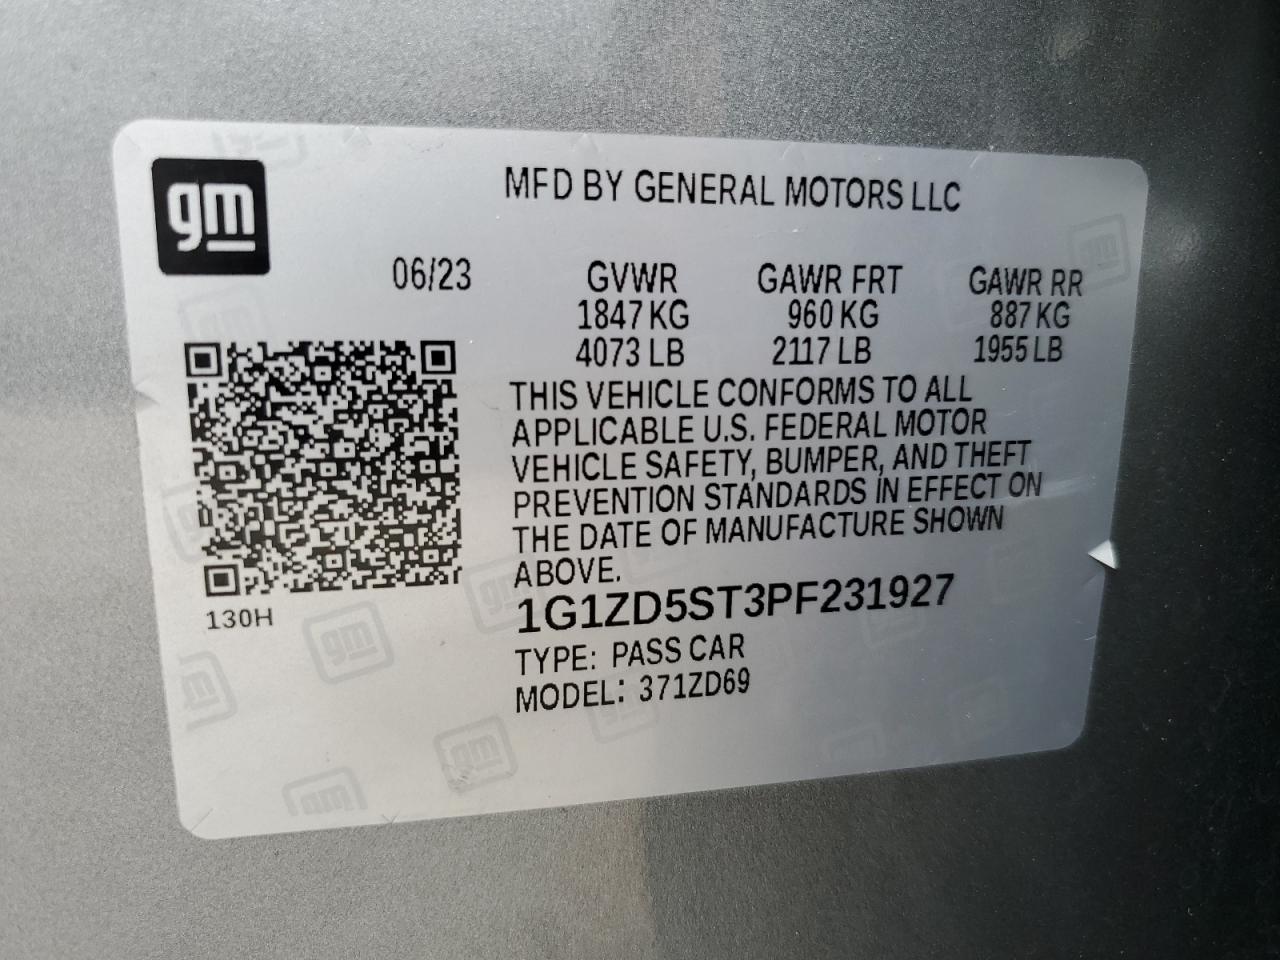 gm
MFD BY GENERAL MOTORS LLC
06/23 GVWR GAWR FRT GAWR RR
1847 KG 960 KG 887 KG
4073 LB 2117 LB 1955 LB
THIS VEHICLE CONFORMS TO ALL
APPLICABLE U.S. FEDERAL MOTOR
VEHICLE SAFETY, BUMPER, AND THEFT
PREVENTION STANDARDS IN EFFECT ON
THE DATE OF MANUFACTURE SHOWN
ABOVE.
130H
1G1ZD5ST3PF231927
TYPE: PASS CAR
MODEL: 371ZD69